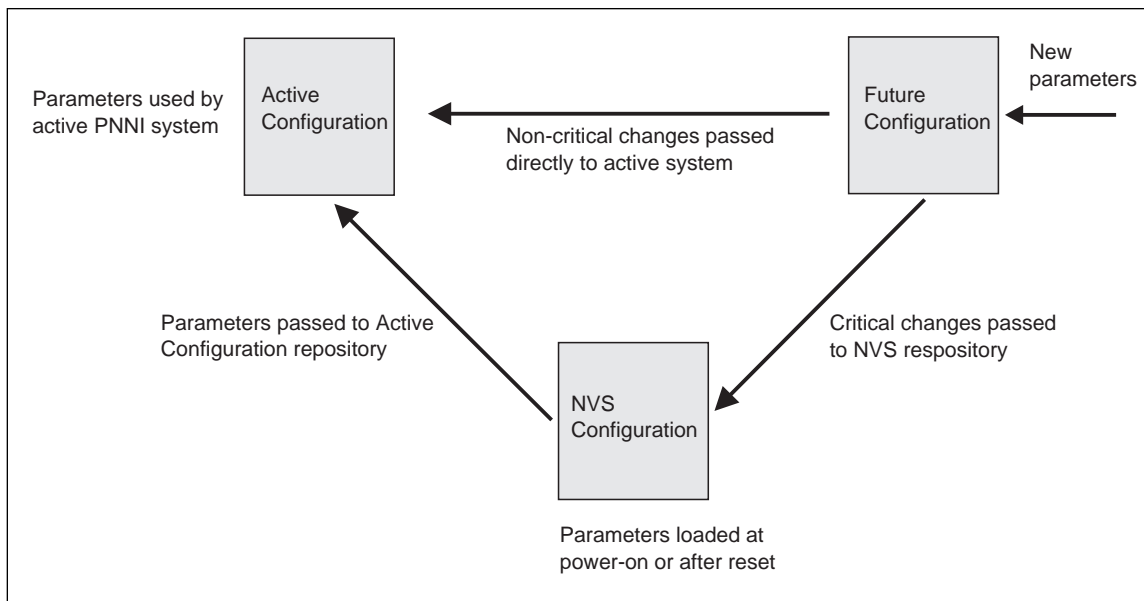 New
parameters
Parameters used by
active PNNI system
Active
Configuration
Future
Configuration
Non-critical changes passed
directly to active system
Parameters passed to Active
Configuration repository
Critical changes passed
to NVS respository
NVS
Configuration
Parameters loaded at
power-on or after reset